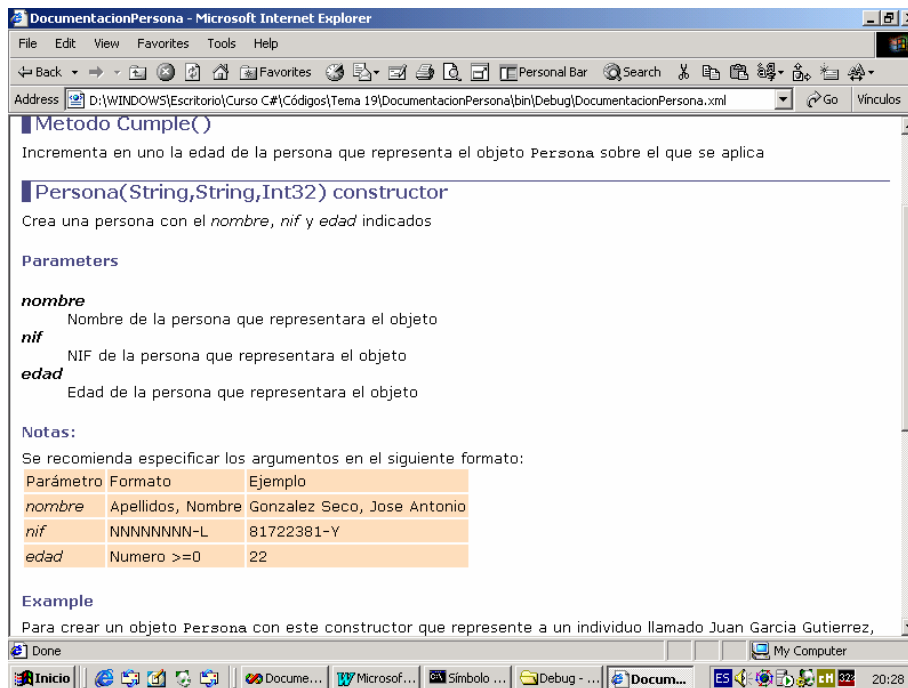 DocumentacionPersona - Microsoft Internet Explorer
File Edit View Favorites Tools Help
Back Favorites Personal Bar Search
Address D:\WINDOWS\Escritorio\Curso C#\Códigos\Tema 19\DocumentacionPersona\bin\Debug\DocumentacionPersona.xml Go Vínculos
Metodo Cumple()
Incrementa en uno la edad de la persona que representa el objeto Persona sobre el que se aplica
Persona(String,String,Int32) constructor
Crea una persona con el nombre, nif y edad indicados
Parameters
nombre
Nombre de la persona que representara el objeto
nif
NIF de la persona que representara el objeto
edad
Edad de la persona que representara el objeto
Notas:
Se recomienda especificar los argumentos en el siguiente formato:
Parámetro Formato Ejemplo
nombre Apellidos, Nombre Gonzalez Seco, Jose Antonio
nif NNNNNNNN-L 81722381-Y
edad Numero >=0 22
Example
Para crear un objeto Persona con este constructor que represente a un individuo llamado Juan Garcia Gutierrez,
Done My Computer
Inicio Docume... Microsof... Símbolo ... Debug - ... Docum... ES 20:28